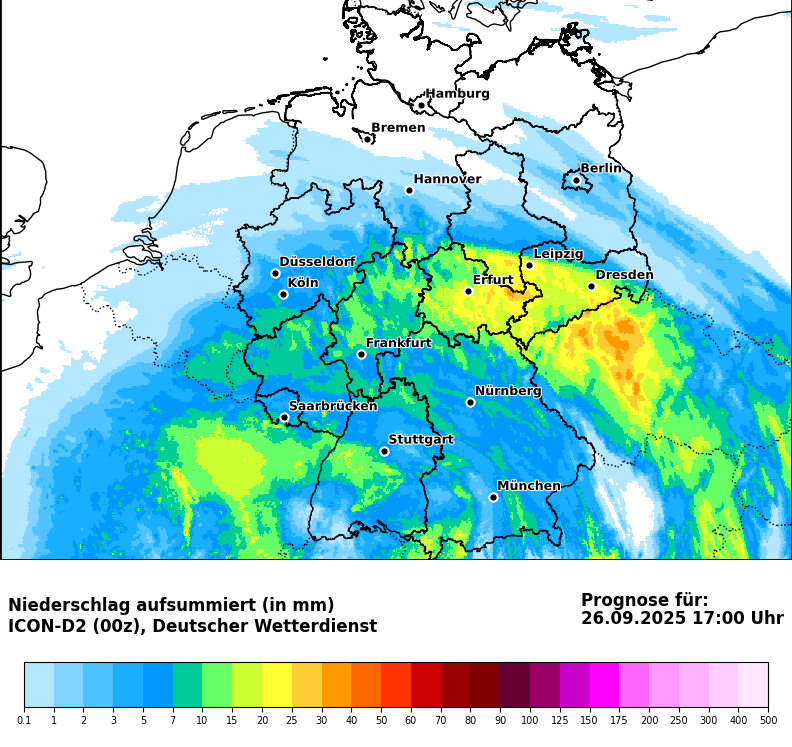 Hamburg
Bremen
Berlin
Hannover
Leipzig
Düsseldorf
Dresden
Köln
Erfurt
Frankfurt
Nürnberg
Saarbrücken
Stuttgart
München
Niederschlag aufsummiert (in mm)
ICON-D2 (00z), Deutscher Wetterdienst
Prognose für:
26.09.2025 17:00 Uhr
0.1 1 2 3 5 7 10 15 20 25 30 40 50 60 70 80 90 100 125 150 175 200 250 300 400 500